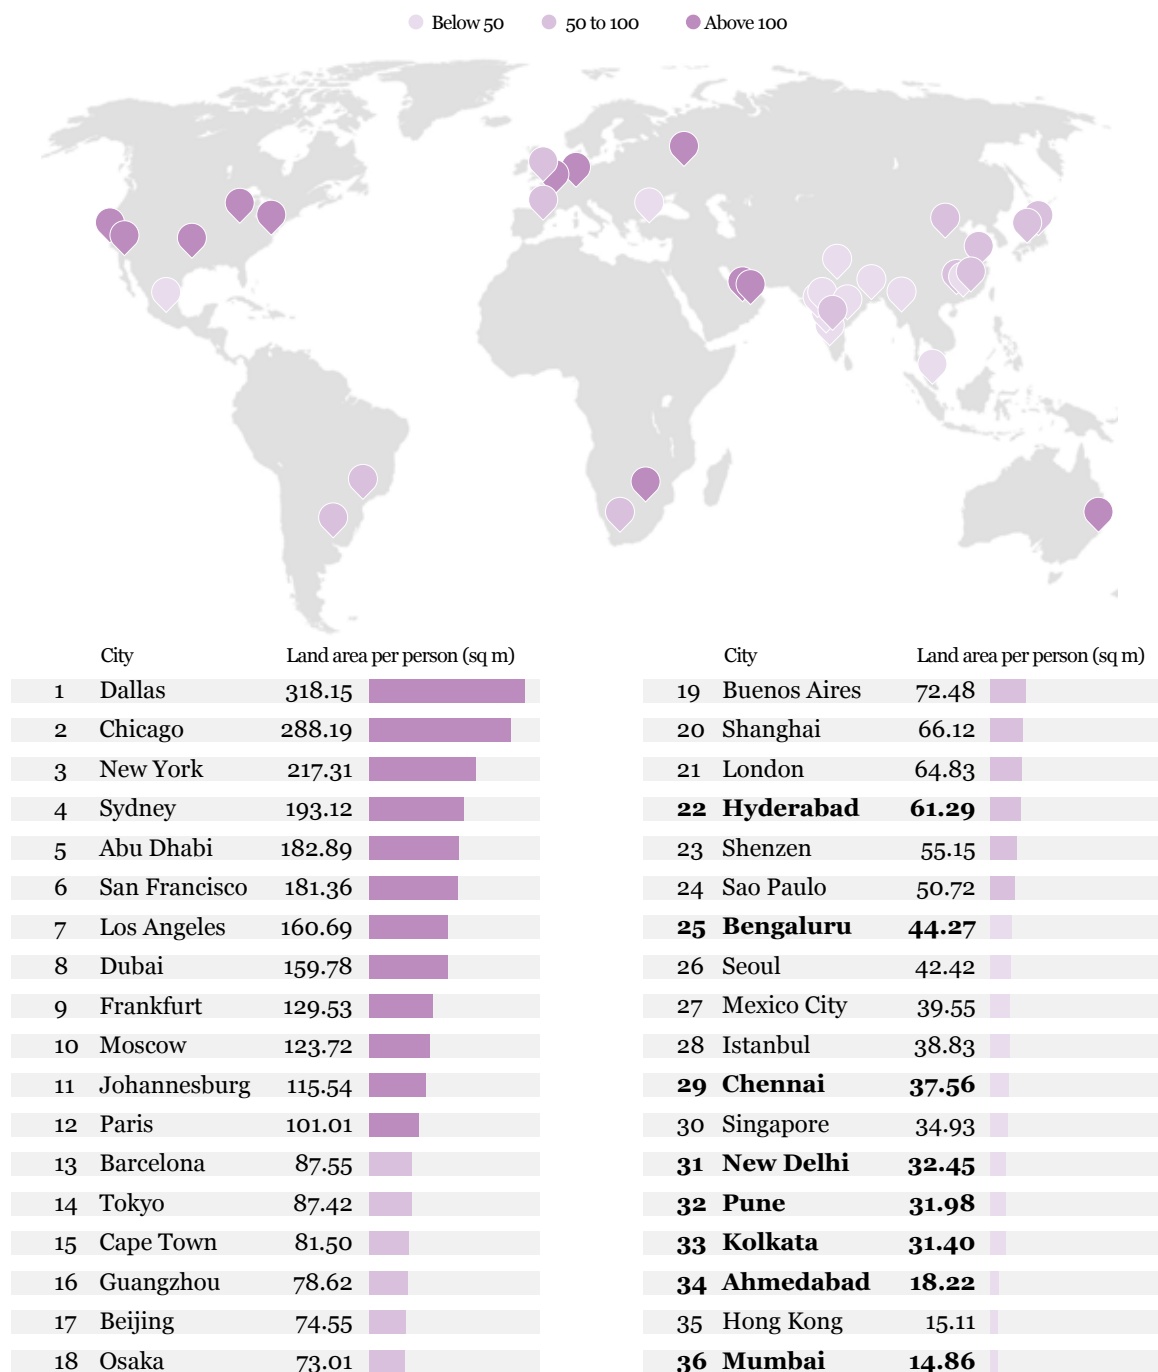 Below 50 50 to 100 Above 100
City Land area per person (sq m)
1 Dallas 318.15
2 Chicago 288.19
3 New York 217.31
4 Sydney 193.12
5 Abu Dhabi 182.89
6 San Francisco 181.36
7 Los Angeles 160.69
8 Dubai 159.78
9 Frankfurt 129.53
10 Moscow 123.72
11 Johannesburg 115.54
12 Paris 101.01
13 Barcelona 87.55
14 Tokyo 87.42
15 Cape Town 81.50
16 Guangzhou 78.62
17 Beijing 74.55
18 Osaka 73.01
City Land area per person (sq m)
19 Buenos Aires 72.48
20 Shanghai 66.12
21 London 64.83
22 Hyderabad 61.29
23 Shenzen 55.15
24 Sao Paulo 50.72
25 Bengaluru 44.27
26 Seoul 42.42
27 Mexico City 39.55
28 Istanbul 38.83
29 Chennai 37.56
30 Singapore 34.93
31 New Delhi 32.45
32 Pune 31.98
33 Kolkata 31.40
34 Ahmedabad 18.22
35 Hong Kong 15.11
36 Mumbai 14.86